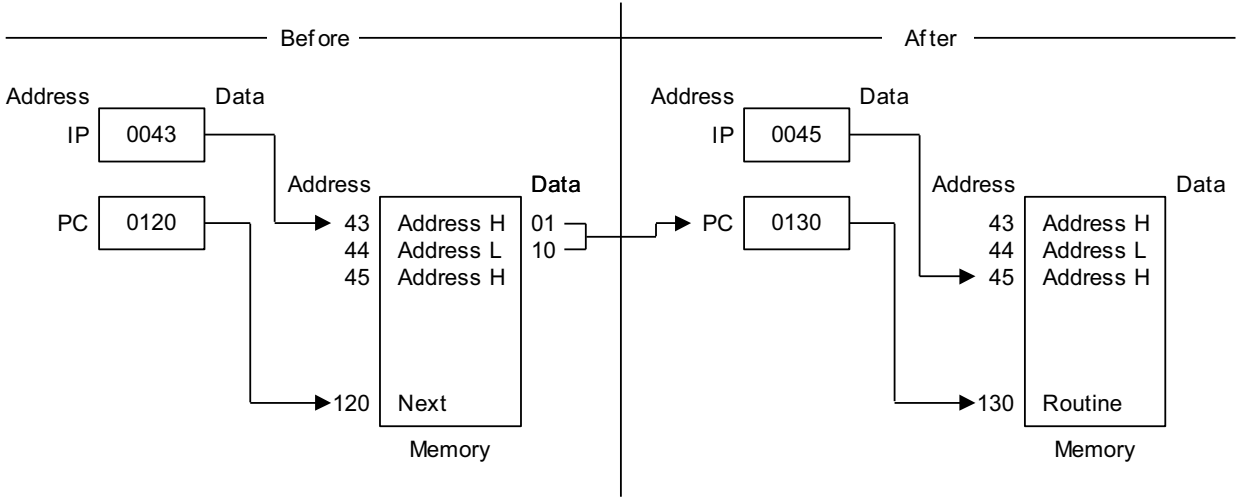 Before
Address Data
IP 0043
Address Data
PC 0120
43 Address H 01
44 Address L 10
45 Address H
120 Next
Memory
After
Address Data
IP 0045
Address Data
PC 0130
43 Address H
44 Address L
45 Address H
130 Routine
Memory